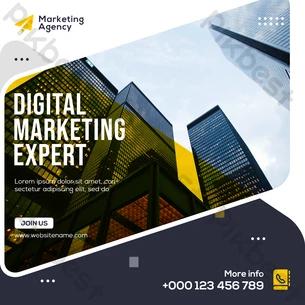 Marketing
Agency
DIGITAL
MARKETING
EXPERT
Lorem ipsum dolor sit amet, con-
sectetur adipiscing elit, sed do
JOIN US
www.websitename.com
More info
+000 123 456 789
pikbest